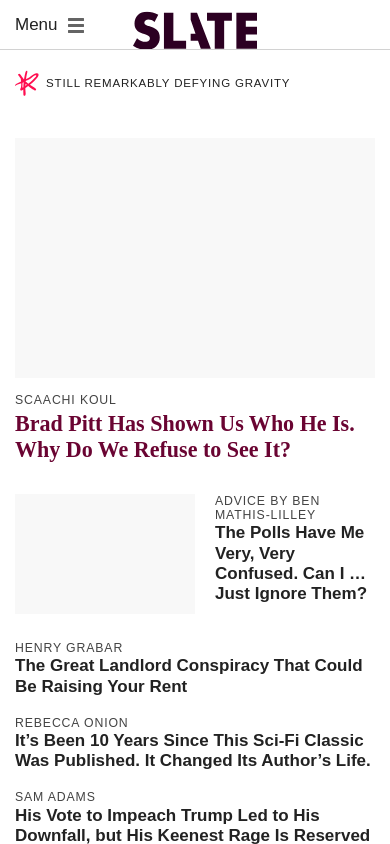 Menu
SLATE
STILL REMARKABLY DEFYING GRAVITY
SCAACHI KOUL
Brad Pitt Has Shown Us Who He Is.
Why Do We Refuse to See It?
ADVICE BY BEN
MATHIS-LILLEY
The Polls Have Me
Very, Very
Confused. Can I …
Just Ignore Them?
HENRY GRABAR
The Great Landlord Conspiracy That Could
Be Raising Your Rent
REBECCA ONION
It’s Been 10 Years Since This Sci-Fi Classic
Was Published. It Changed Its Author’s Life.
SAM ADAMS
His Vote to Impeach Trump Led to His
Downfall, but His Keenest Rage Is Reserved